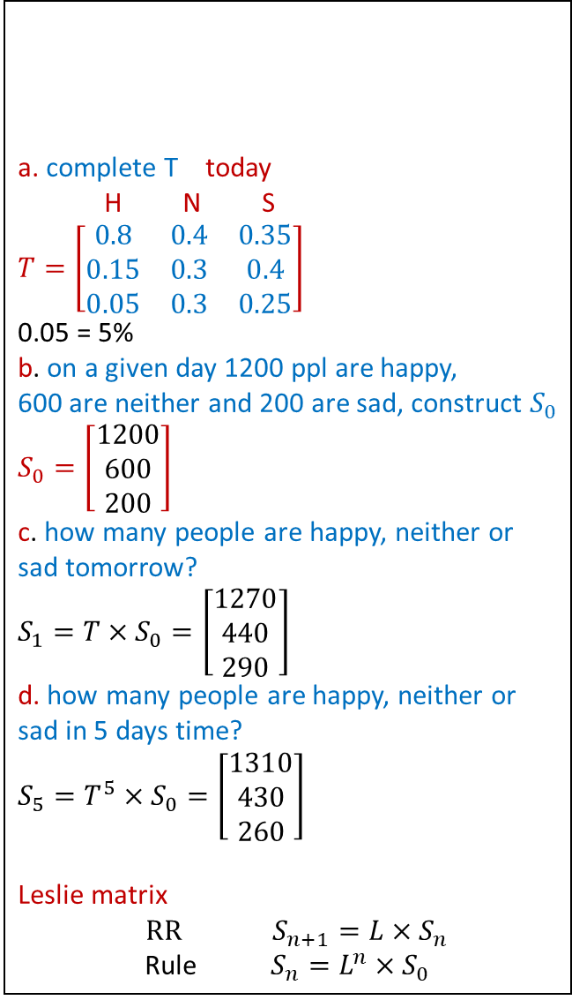 a. complete T today
H N S
T = [0.8 0.4 0.35
0.15 0.3 0.4
0.05 0.3 0.25]
0.05 = 5%
b. on a given day 1200 ppl are happy,
600 are neither and 200 are sad, construct S₀
S₀ = [1200
600
200]
c. how many people are happy, neither or
sad tomorrow?
S₁ = T × S₀ = [1270
440
290]
d. how many people are happy, neither or
sad in 5 days time?
S₅ = T⁵ × S₀ = [1310
430
260]
Leslie matrix
RR Sₙ₊₁ = L × Sₙ
Rule Sₙ = Lⁿ × S₀